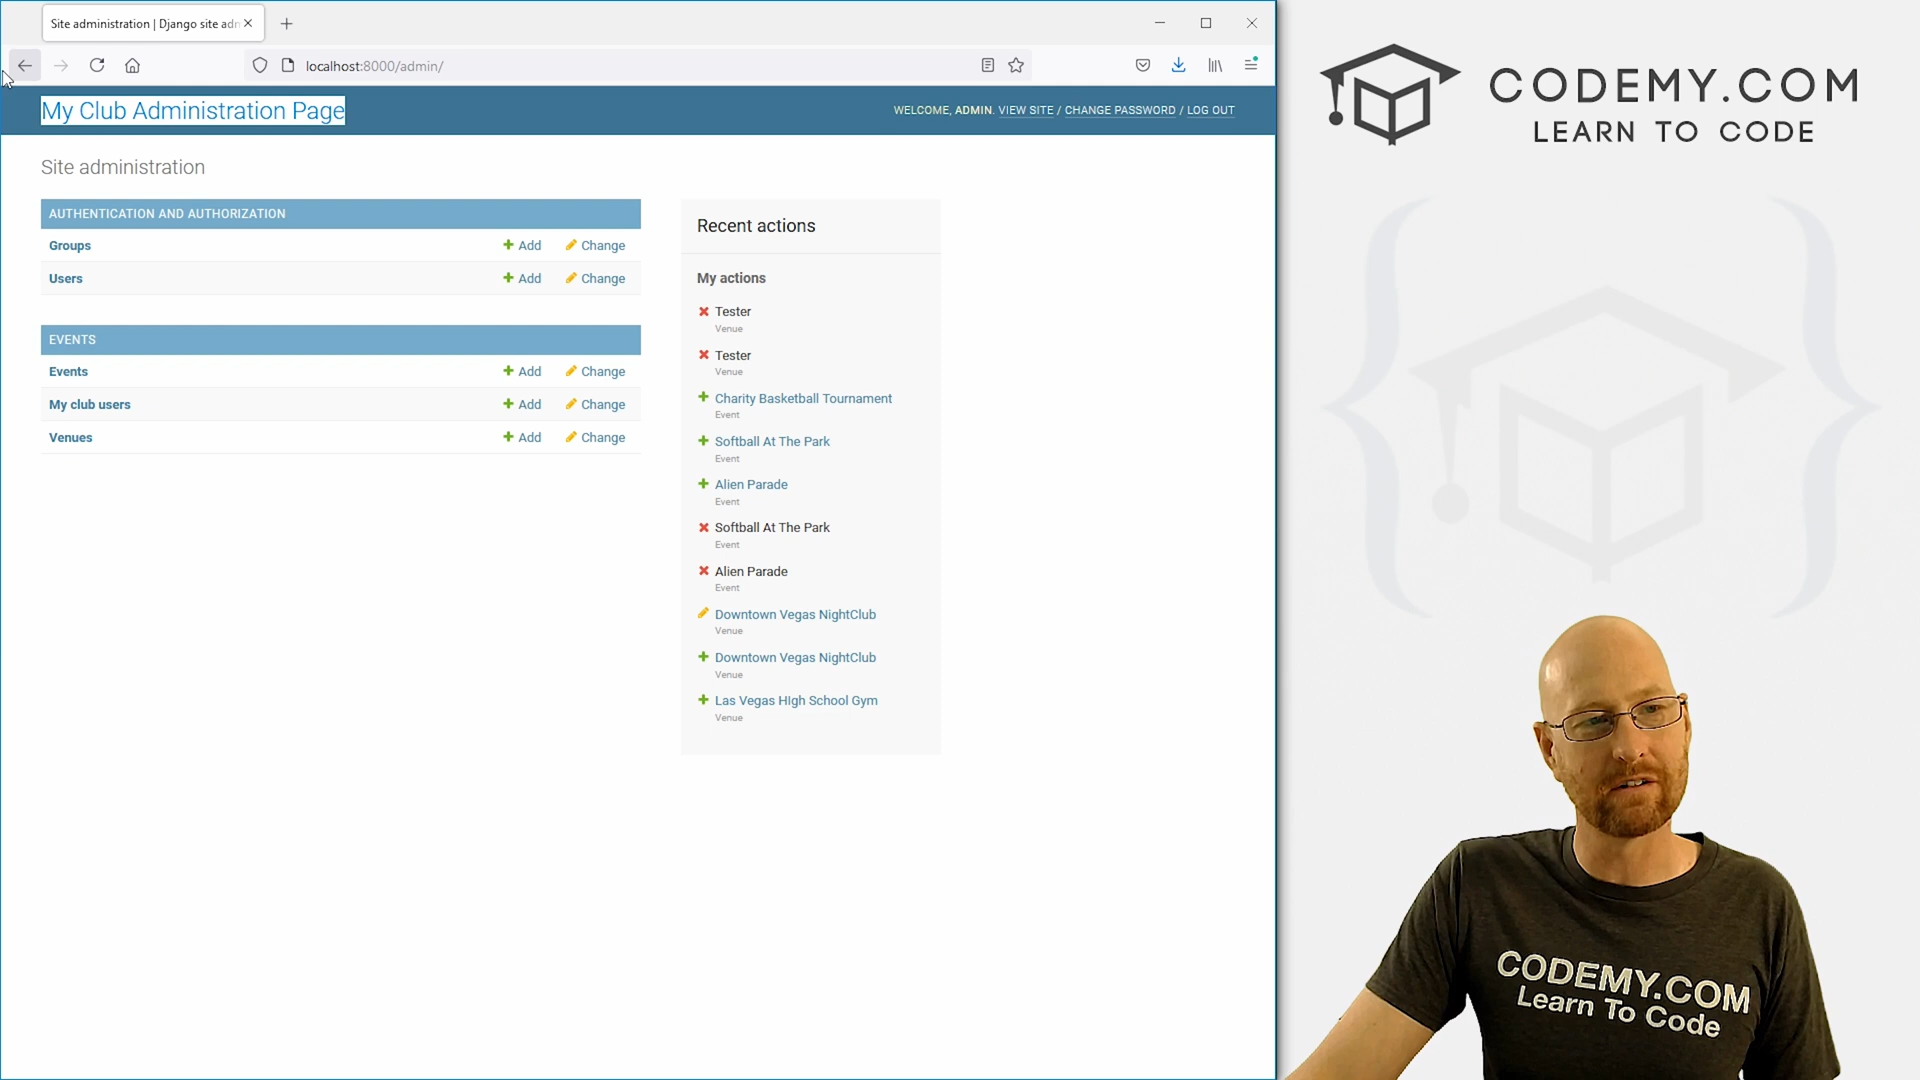 Site administration | Django site adn
localhost:8000/admin/
My Club Administration Page
WELCOME, ADMIN. VIEW SITE / CHANGE PASSWORD / LOG OUT
Site administration
AUTHENTICATION AND AUTHORIZATION
Groups Add Change
Users Add Change
EVENTS
Events Add Change
My club users Add Change
Venues Add Change
Recent actions
My actions
Tester
Venue
Tester
Venue
Charity Basketball Tournament
Event
Softball At The Park
Event
Alien Parade
Event
Softball At The Park
Event
Alien Parade
Event
Downtown Vegas NightClub
Venue
Downtown Vegas NightClub
Venue
Las Vegas HIgh School Gym
Venue
CODEMY.COM
LEARN TO CODE
CODEMY.COM
Learn To Code